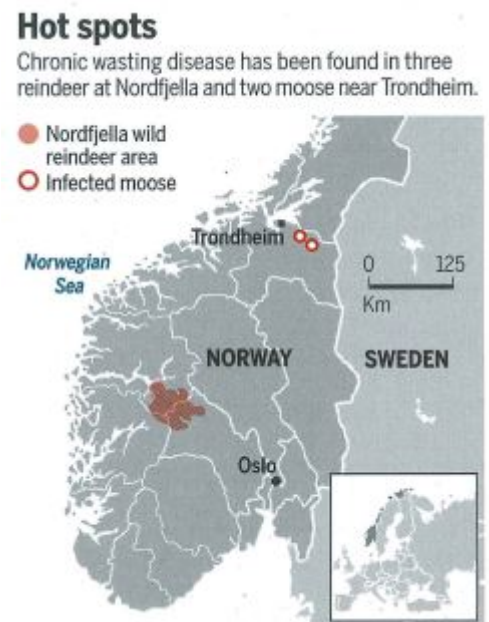 Hot spots
Chronic wasting disease has been found in three
reindeer at Nordfjella and two moose near Trondheim.
Nordfjella wild
reindeer area
Infected moose
Trondheim
Norwegian
Sea
0 125
Km
NORWAY
SWEDEN
Oslo